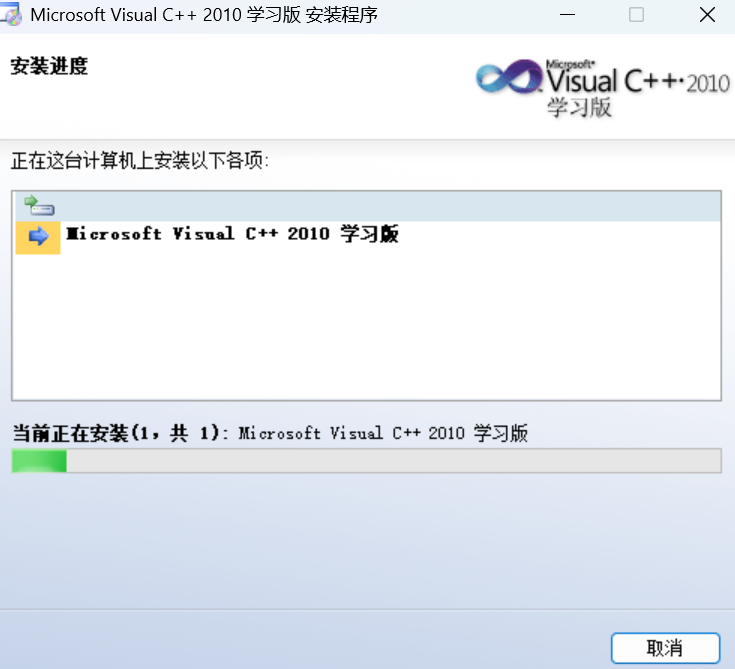 Microsoft Visual C++ 2010 学习版 安装程序
安装进度
Microsoft®
Visual C++·2010
学习版
正在这台计算机上安装以下各项:
Microsoft Visual C++ 2010 学习版
当前正在安装(1，共 1): Microsoft Visual C++ 2010 学习版
取消